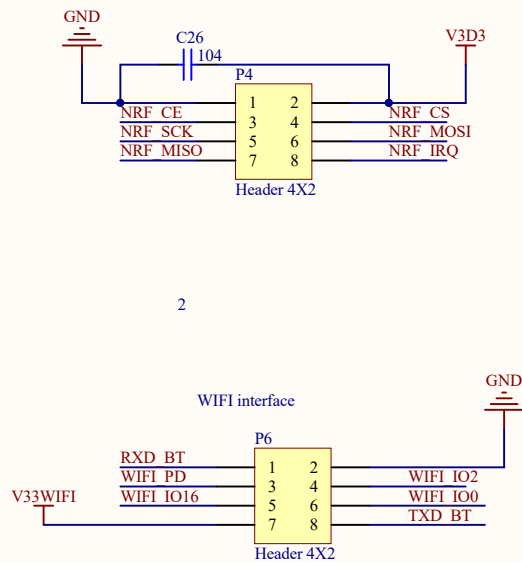 GND
C26
104
V3D3
P4
1 2
NRF_CE 3 4 NRF_CS
NRF_SCK 5 6 NRF_MOSI
NRF_MISO 7 8 NRF_IRQ
Header 4X2
2
WIFI interface
GND
P6
RXD_BT 1 2
WIFI_PD 3 4 WIFI_IO2
V33WIFI
WIFI_IO16 5 6 WIFI_IO0
7 8 TXD_BT
Header 4X2